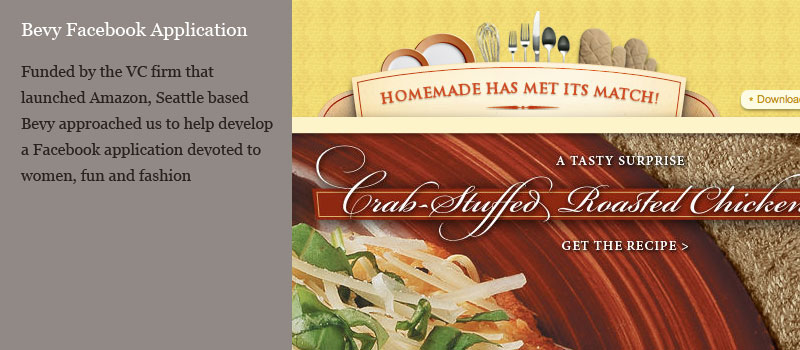 Bevy Facebook Application
Funded by the VC firm that
launched Amazon, Seattle based
Bevy approached us to help develop
a Facebook application devoted to
women, fun and fashion
HOMEMADE HAS MET ITS MATCH!
A TASTY SURPRISE
Crab-Stuffed Roasted Chicken
GET THE RECIPE >